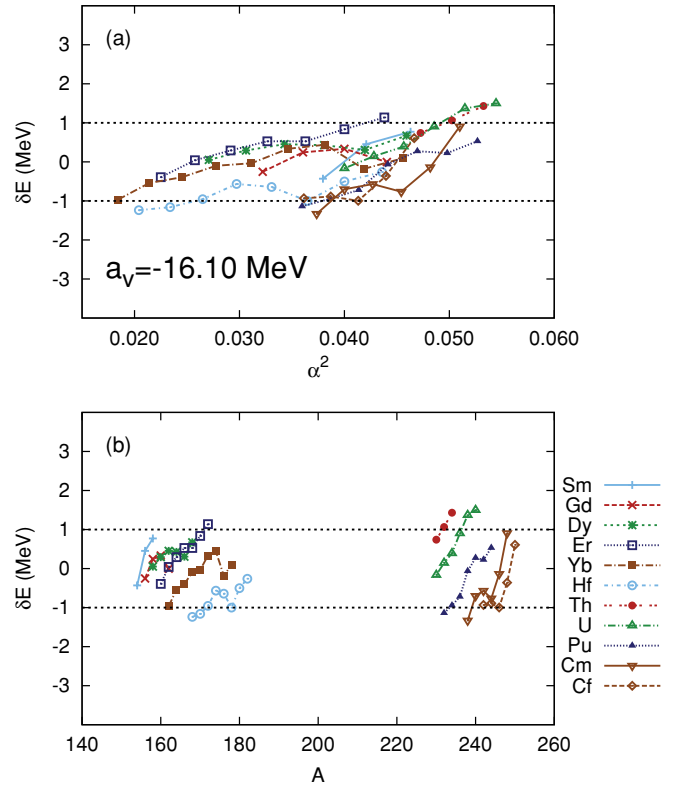 (a)
δE (MeV)
3
2
1
0
-1
-2
-3
a_v=-16.10 MeV
0.020 0.030 0.040 0.050 0.060
α²
(b)
δE (MeV)
3
2
1
0
-1
-2
-3
140 160 180 200 220 240 260
A
Sm
Gd
Dy
Er
Yb
Hf
Th
U
Pu
Cm
Cf